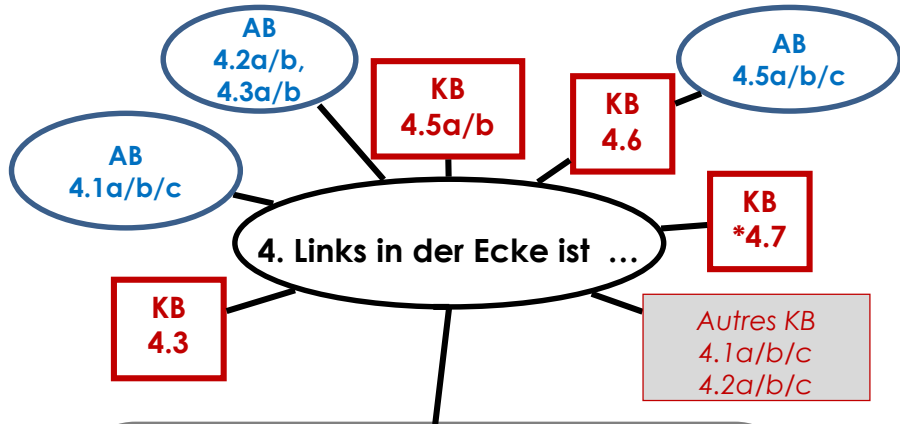 AB
4.2a/b,
4.3a/b
AB
4.5a/b/c
KB
4.5a/b
KB
4.6
AB
4.1a/b/c
KB
*4.7
4. Links in der Ecke ist …
KB
4.3
Autres KB
4.1a/b/c
4.2a/b/c